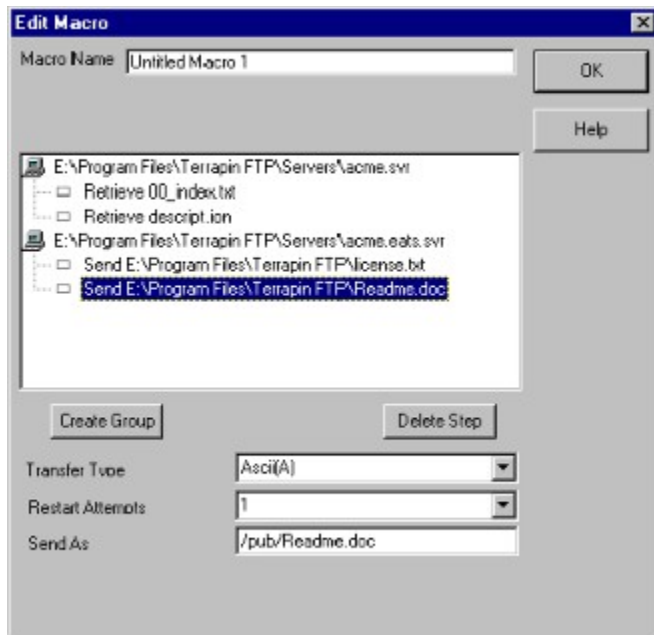 Edit Macro
Macro Name Untitled Macro 1
OK
Help
E:\Program Files\Terrapin FTP\Servers\acme.svr
Retrieve 00_index.txt
Retrieve descript.ion
E:\Program Files\Terrapin FTP\Servers\acme.eats.svr
Send E:\Program Files\Terrapin FTP\license.txt
Send E:\Program Files\Terrapin FTP\Readme.doc
Create Group Delete Step
Transfer Type Ascii(A)
Restart Attempts 1
Send As /pub/Readme.doc